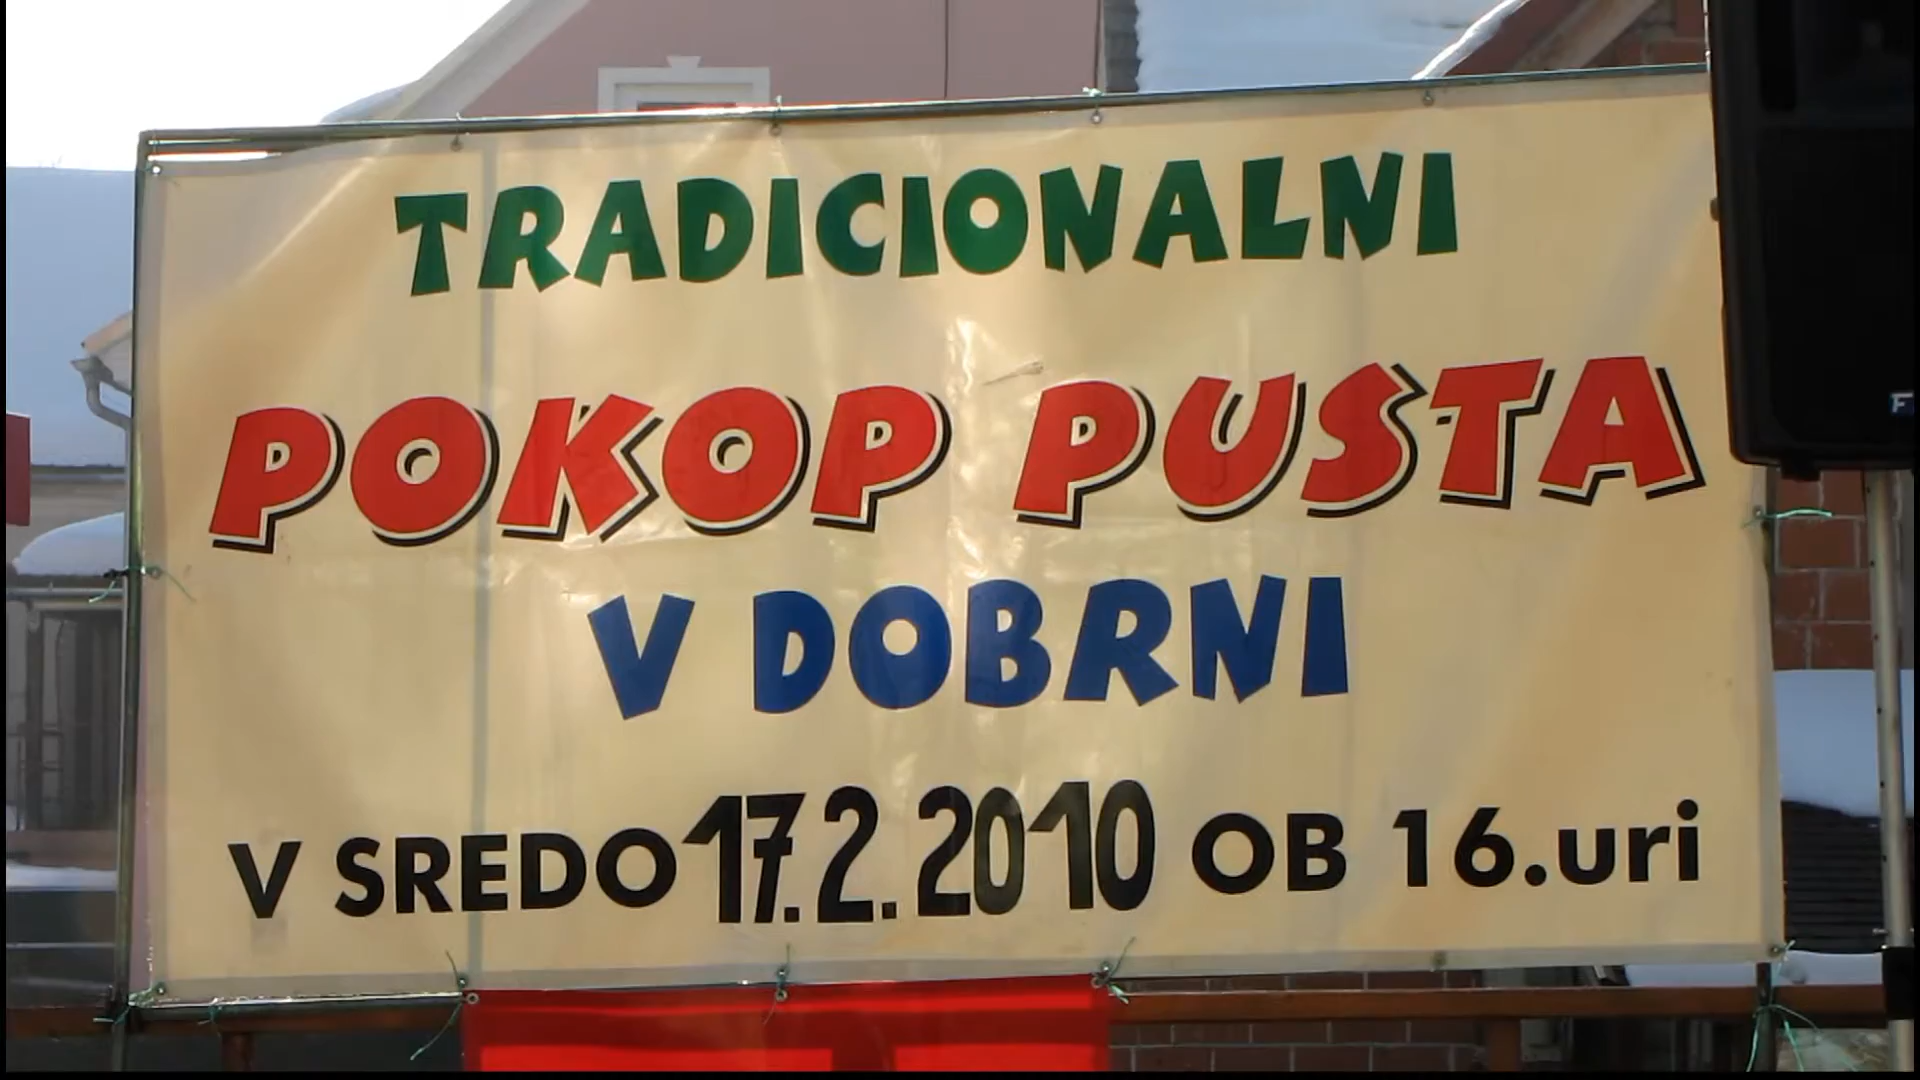 TRADICIONALNI
POKOP PUSTA
V DOBRNI
V SREDO 17.2.2010 OB 16.uri